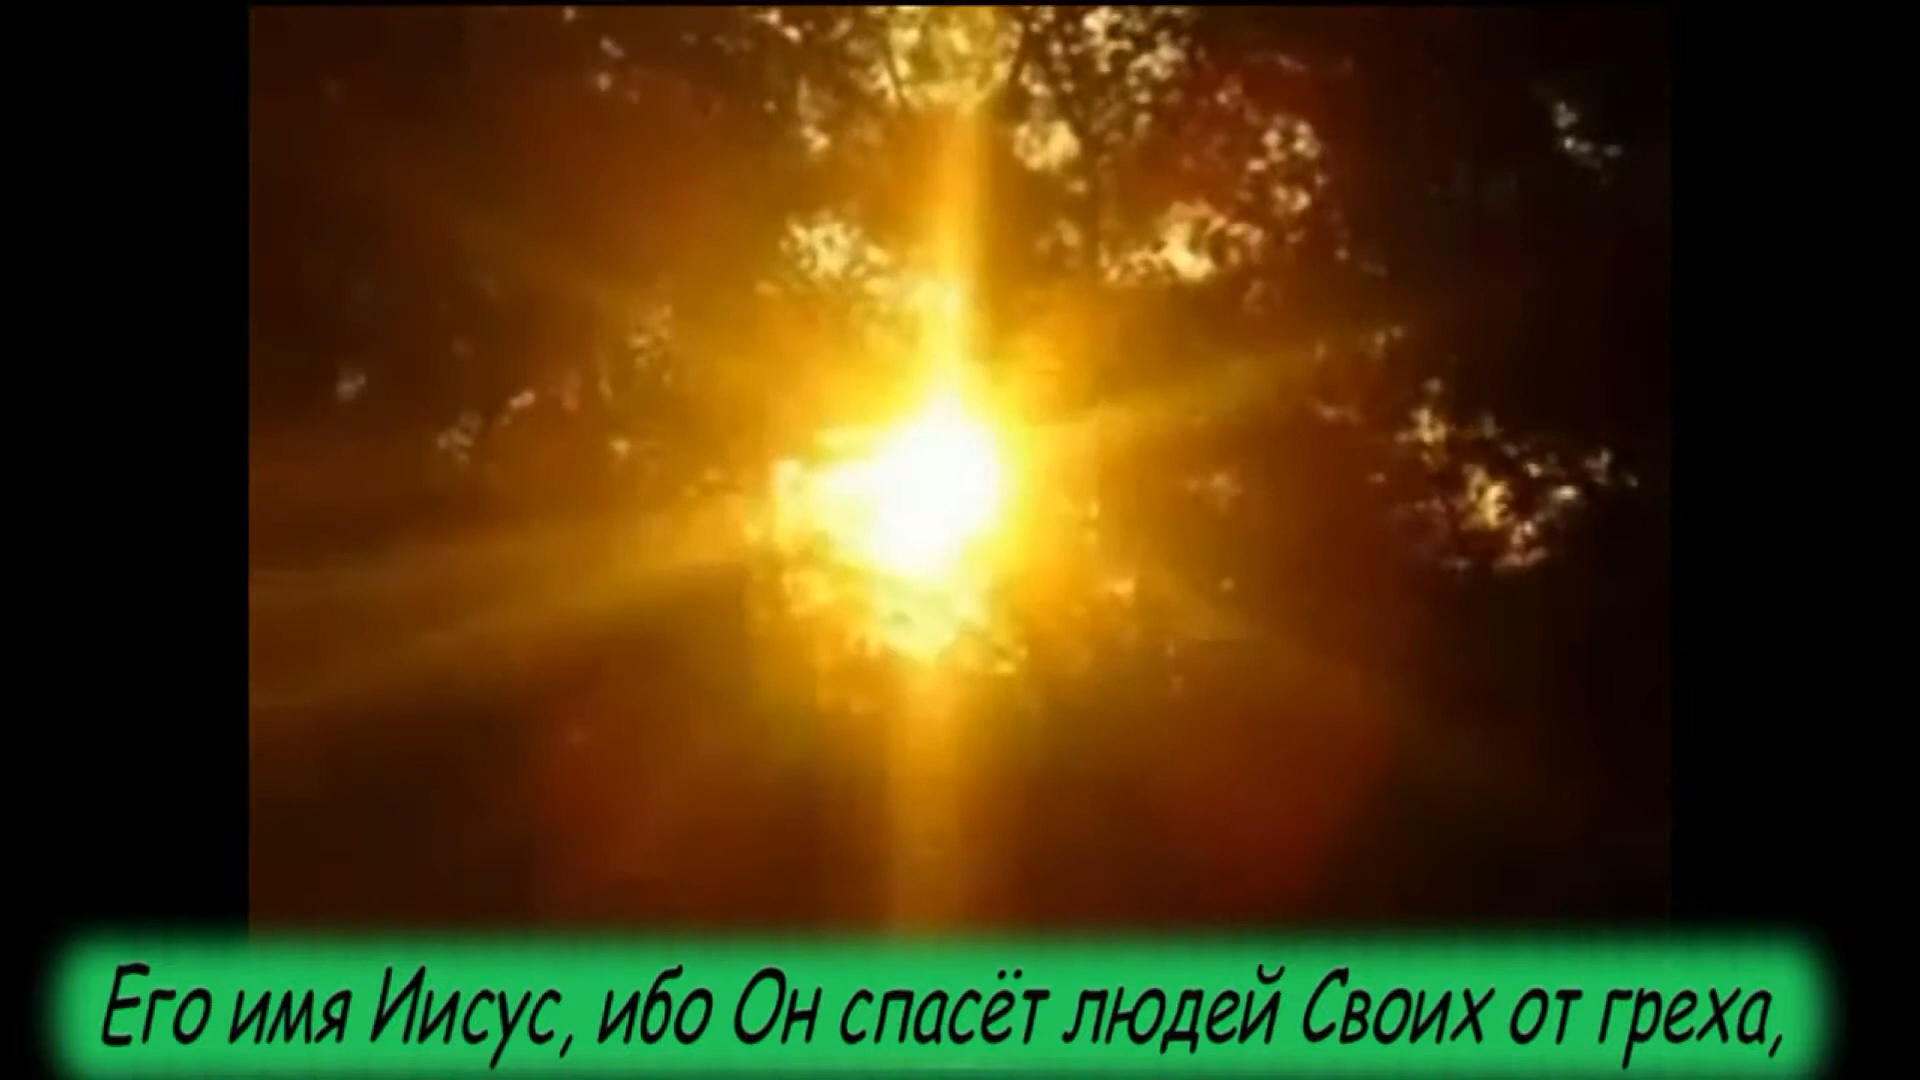 Его имя Иисус, ибо Он спасёт людей Своих от греха,